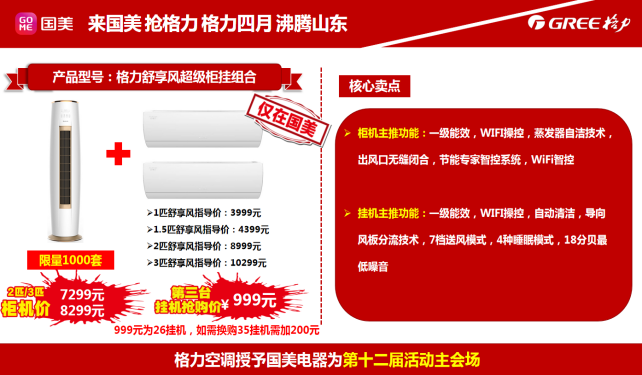 GO
ME 国美 来国美 抢格力 格力四月 沸腾山东
GREE 格力
产品型号：格力舒享风超级柜挂组合
仅在国美
➢1匹舒享风指导价：3999元
➢1.5匹舒享风指导价：4399元
➢2匹舒享风指导价：8999元
➢3匹舒享风指导价：10299元
限量1000套
2匹/3匹
柜机价
7299元
8299元
第三台
挂机抢购价
¥999元
999元为26挂机，如需换购35挂机需加200元
核心卖点
➢ 柜机主推功能：一级能效，WIFI操控，蒸发器自洁技术，
出风口无缝闭合，节能专家智控系统，WiFi智控
➢ 挂机主推功能：一级能效，WIFI操控，自动清洁，导向
风板分流技术，7档送风模式，4种睡眠模式，18分贝最
低噪音
格力空调授予国美电器为第十二届活动主会场